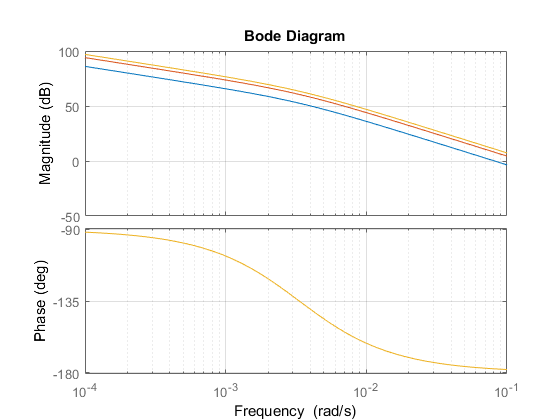 Bode Diagram
Magnitude (dB)
100
50
0
-50
Phase (deg)
-90
-135
-180
10^-4
10^-3
10^-2
10^-1
Frequency (rad/s)